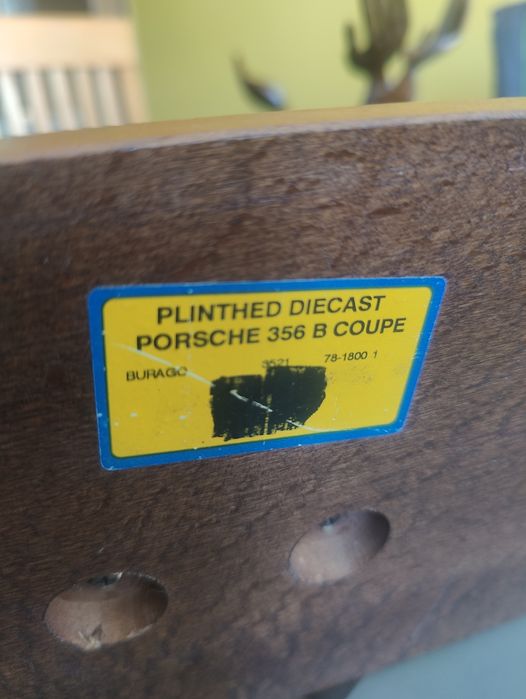 PLINTHED DIECAST
PORSCHE 356 B COUPE
BURAGO 3521 78-1800 1